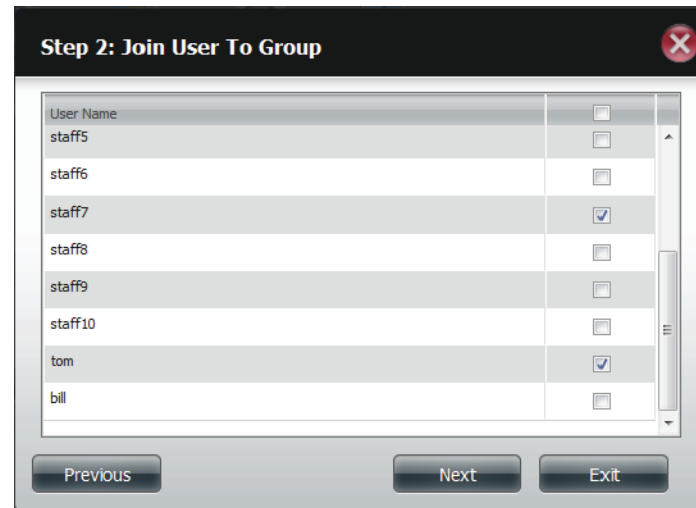 Step 2: Join User To Group
User Name
staff5
staff6
staff7
staff8
staff9
staff10
tom
bill
Previous Next Exit